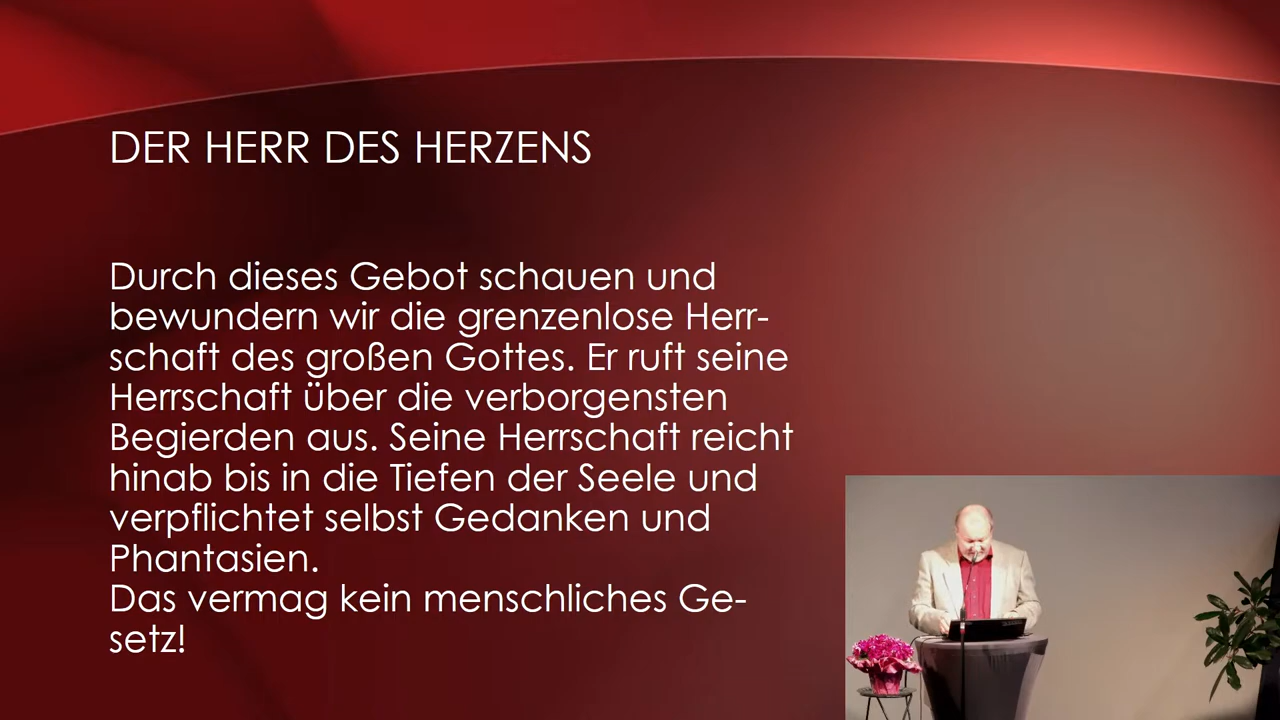 DER HERR DES HERZENS
Durch dieses Gebot schauen und
bewundern wir die grenzenlose Herr-
schaft des großen Gottes. Er ruft seine
Herrschaft über die verborgensten
Begierden aus. Seine Herrschaft reicht
hinab bis in die Tiefen der Seele und
verpflichtet selbst Gedanken und
Phantasien.
Das vermag kein menschliches Ge-
setz!